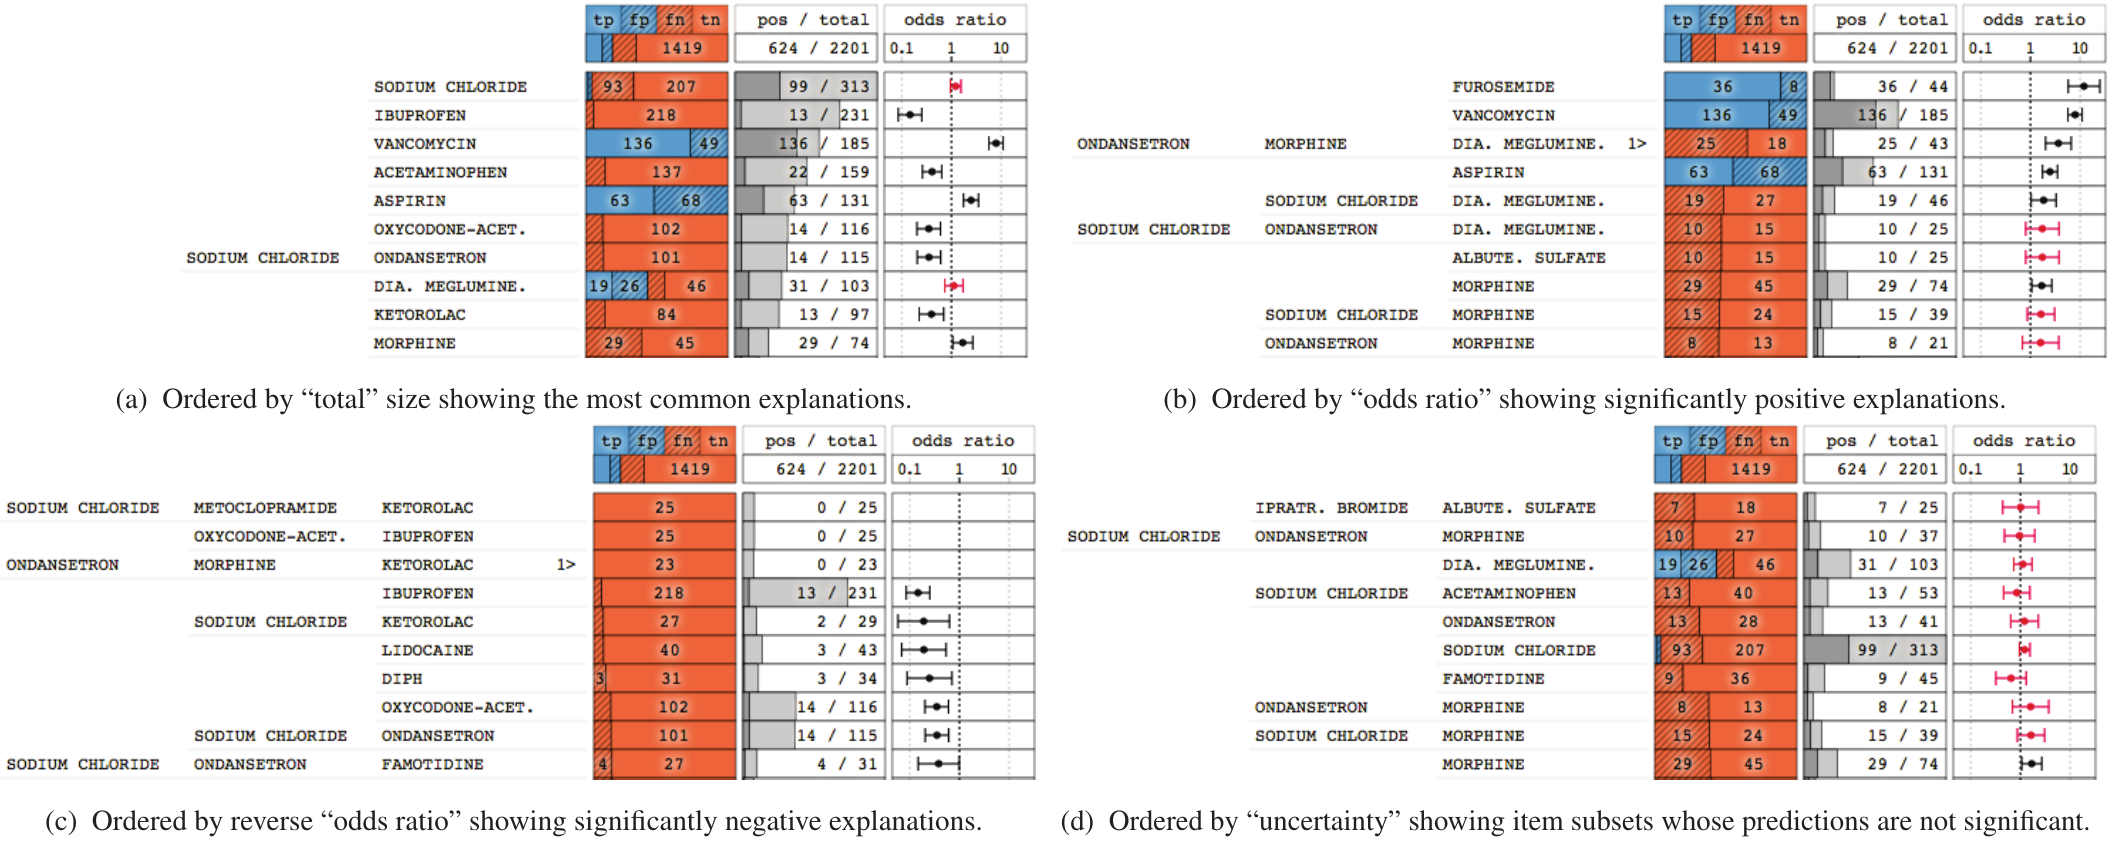 tp fp fn tn pos / total odds ratio
1419 624 / 2201 0.1 1 10
SODIUM CHLORIDE 93 207 99 / 313
IBUPROFEN 218 13 / 231
VANCOMYCIN 136 49 136 / 185
ACETAMINOPHEN 137 22 / 159
ASPIRIN 63 68 63 / 131
OXYCODONE-ACET. 102 14 / 116
SODIUM CHLORIDE ONDANSETRON 101 14 / 115
DIA. MEGLUMINE. 19 26 46 31 / 103
KETOROLAC 84 13 / 97
MORPHINE 29 45 29 / 74
(a) Ordered by “total” size showing the most common explanations.
tp fp fn tn pos / total odds ratio
1419 624 / 2201 0.1 1 10
FUROSEMIDE 36 8 36 / 44
VANCOMYCIN 136 49 136 / 185
ONDANSETRON MORPHINE DIA. MEGLUMINE. 1> 25 18 25 / 43
ASPIRIN 63 68 63 / 131
SODIUM CHLORIDE DIA. MEGLUMINE. 19 27 19 / 46
SODIUM CHLORIDE ONDANSETRON DIA. MEGLUMINE. 10 15 10 / 25
ALBUTE. SULFATE 10 15 10 / 25
MORPHINE 29 45 29 / 74
SODIUM CHLORIDE MORPHINE 15 24 15 / 39
ONDANSETRON MORPHINE 8 13 8 / 21
(b) Ordered by “odds ratio” showing significantly positive explanations.
tp fp fn tn pos / total odds ratio
1419 624 / 2201 0.1 1 10
SODIUM CHLORIDE METOCLOPRAMIDE KETOROLAC 25 0 / 25
OXYCODONE-ACET. IBUPROFEN 25 0 / 25
ONDANSETRON MORPHINE KETOROLAC 1> 23 0 / 23
IBUPROFEN 218 13 / 231
SODIUM CHLORIDE KETOROLAC 27 2 / 29
LIDOCAINE 40 3 / 43
DIPH 3 31 3 / 34
OXYCODONE-ACET. 102 14 / 116
SODIUM CHLORIDE ONDANSETRON 101 14 / 115
SODIUM CHLORIDE ONDANSETRON FAMOTIDINE 4 27 4 / 31
(c) Ordered by reverse “odds ratio” showing significantly negative explanations.
tp fp fn tn pos / total odds ratio
1419 624 / 2201 0.1 1 10
IPRATR. BROMIDE ALBUTE. SULFATE 7 18 7 / 25
SODIUM CHLORIDE ONDANSETRON MORPHINE 10 27 10 / 37
DIA. MEGLUMINE. 19 26 46 31 / 103
SODIUM CHLORIDE ACETAMINOPHEN 13 40 13 / 53
ONDANSETRON 13 28 13 / 41
SODIUM CHLORIDE 93 207 99 / 313
FAMOTIDINE 9 36 9 / 45
ONDANSETRON MORPHINE 8 13 8 / 21
SODIUM CHLORIDE MORPHINE 15 24 15 / 39
MORPHINE 29 45 29 / 74
(d) Ordered by “uncertainty” showing item subsets whose predictions are not significant.